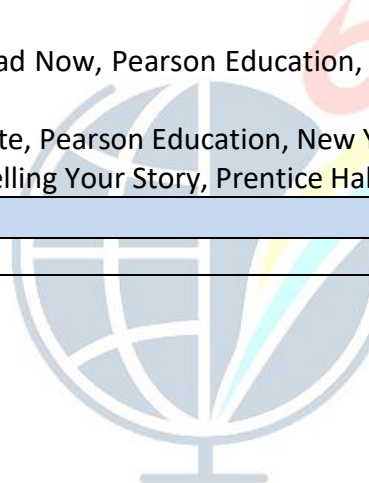 ad Now, Pearson Education,
te, Pearson Education, New Y
elling Your Story, Prentice Hal